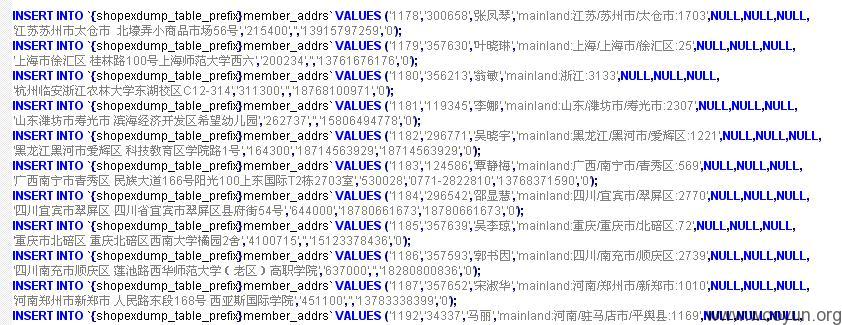 INSERT INTO `{shopexdump_table_prefix}member_addrs` VALUES ('1178','300658','张凤琴','mainland:江苏/苏州市/太仓市:1703',NULL,NULL,NULL,
'江苏苏州市太仓市 北壕弄小商品市场56号','215400','','13915797259','0');
INSERT INTO `{shopexdump_table_prefix}member_addrs` VALUES ('1179','357630','叶晓琳','mainland:上海/上海市/徐汇区:25',NULL,NULL,NULL,
'上海市徐汇区 桂林路100号上海师范大学西六','200234','','13761676176','0');
INSERT INTO `{shopexdump_table_prefix}member_addrs` VALUES ('1180','356213','翁敏','mainland:浙江:3133',NULL,NULL,NULL,
'杭州临安浙江农林大学东湖校区C12-314','311300','','18768100971','0');
INSERT INTO `{shopexdump_table_prefix}member_addrs` VALUES ('1181','119345','李娜','mainland:山东/潍坊市/寿光市:2307',NULL,NULL,NULL,
'山东潍坊市寿光市 滨海经济开发区希望幼儿园','262737','','15806494778','0');
INSERT INTO `{shopexdump_table_prefix}member_addrs` VALUES ('1182','296771','吴晓宇','mainland:黑龙江/黑河市/爱辉区:1221',NULL,NULL,NULL,
'黑龙江黑河市爱辉区 科技教育区学院路1号','164300','18714563929','18714563929','0');
INSERT INTO `{shopexdump_table_prefix}member_addrs` VALUES ('1183','124586','覃静梅','mainland:广西/南宁市/青秀区:569',NULL,NULL,NULL,
'广西南宁市青秀区 民族大道166号阳光100上东国际T2栋2703室','530028','0771-2822810','13768371590','0');
INSERT INTO `{shopexdump_table_prefix}member_addrs` VALUES ('1184','296542','邵显慧','mainland:四川/宜宾市/翠屏区:2770',NULL,NULL,NULL,
'四川宜宾市翠屏区 四川省宜宾市翠屏区县府街54号','644000','18780661673','18780661673','0');
INSERT INTO `{shopexdump_table_prefix}member_addrs` VALUES ('1185','357639','李李琼','mainland:重庆/重庆市/北碚区:72',NULL,NULL,NULL,
'重庆市北碚区 重庆北碚区西南大学橘园2舍','4100715','','15123378436','0');
INSERT INTO `{shopexdump_table_prefix}member_addrs` VALUES ('1186','357593','郭书因','mainland:四川/南充市/顺庆区:2739',NULL,NULL,NULL,
'四川南充市顺庆区 莲池路西华师范大学（老区）高职学院','637000','','18280800836','0');
INSERT INTO `{shopexdump_table_prefix}member_addrs` VALUES ('1187','357652','宋淑华','mainland:河南/郑州市/新郑市:1010',NULL,NULL,NULL,
'河南郑州市新郑市 人民路东段168号 西亚斯国际学院','451100','','13783338399','0');
INSERT INTO `{shopexdump_table_prefix}member_addrs` VALUES ('1192','34337','马丽','mainland:河南/驻马店市/平舆县:1169',NULL,NULL,NULL,
www.wooyun.org